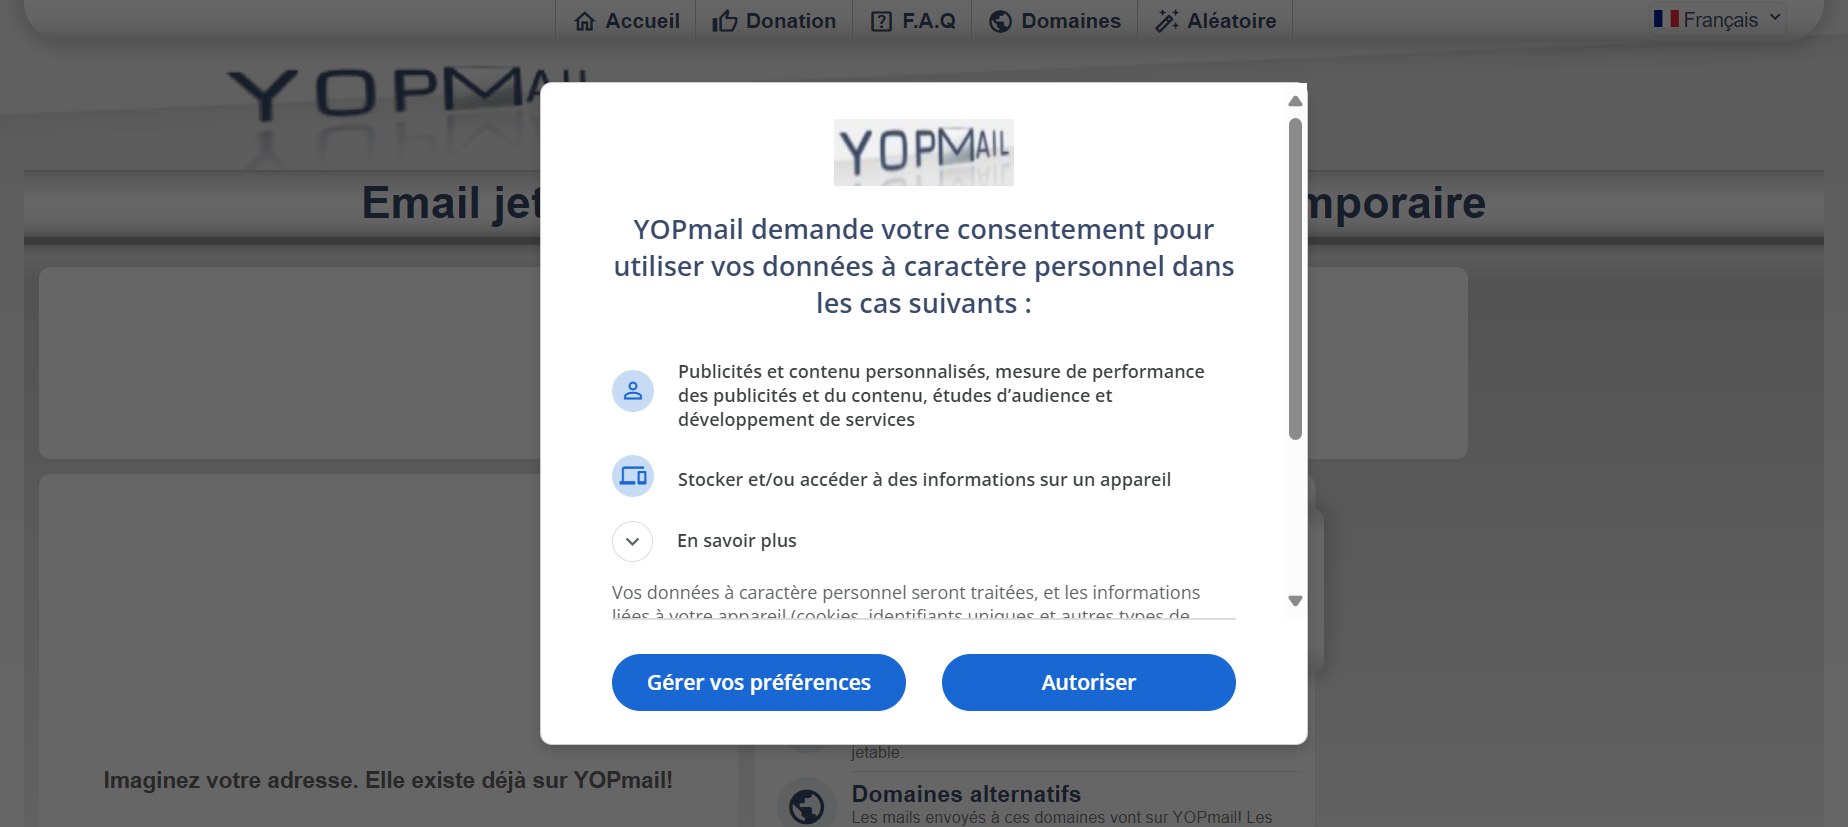 Accueil
Donation
F.A.Q
Domaines
Aléatoire
Français
YOPMAIL
Email
mporaire
YOPMAIL
YOPmail demande votre consentement pour
utiliser vos données à caractère personnel dans
les cas suivants :
Publicités et contenu personnalisés, mesure de performance
des publicités et du contenu, études d’audience et
développement de services
Stocker et/ou accéder à des informations sur un appareil
En savoir plus
Vos données à caractère personnel seront traitées, et les informations
liées à votre appareil (cookies, identifiants uniques et autres types de
Gérer vos préférences
Autoriser
jetable.
Imaginez votre adresse. Elle existe déjà sur YOPmail!
Domaines alternatifs
Les mails envoyés à ces domaines vont sur YOPmail! Les